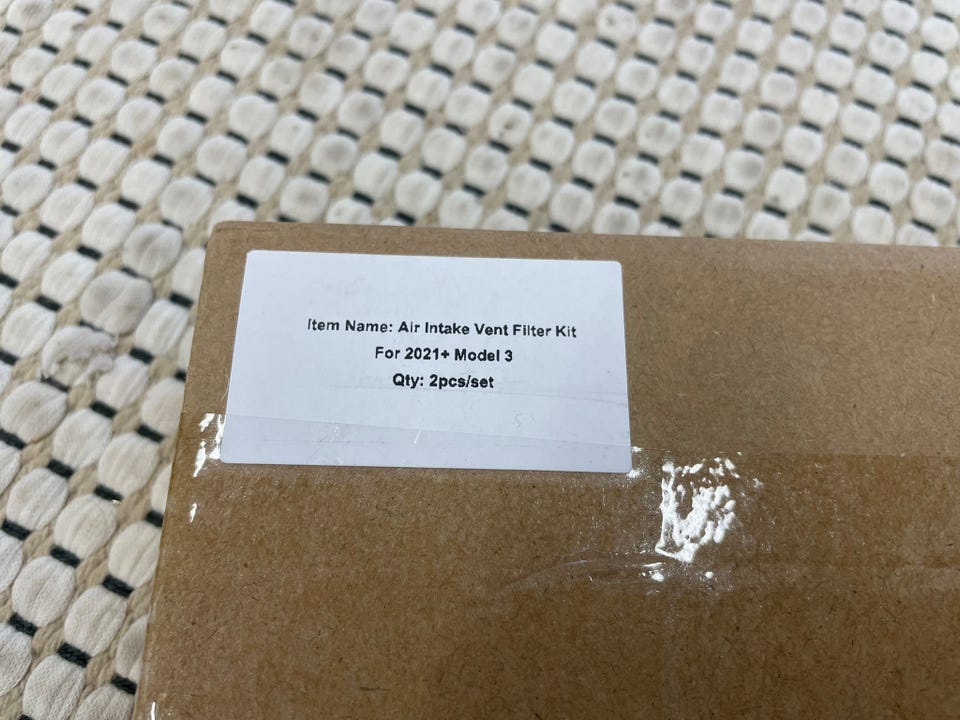 Item Name: Air Intake Vent Filter Kit
For 2021+ Model 3
Qty: 2pcs/set